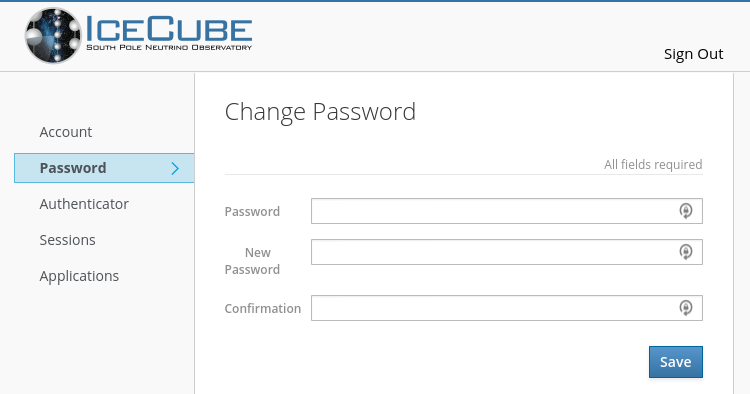 IceCube
South Pole Neutrino Observatory
Sign Out
Account
Password
Authenticator
Sessions
Applications
Change Password
All fields required
Password
New
Password
Confirmation
Save